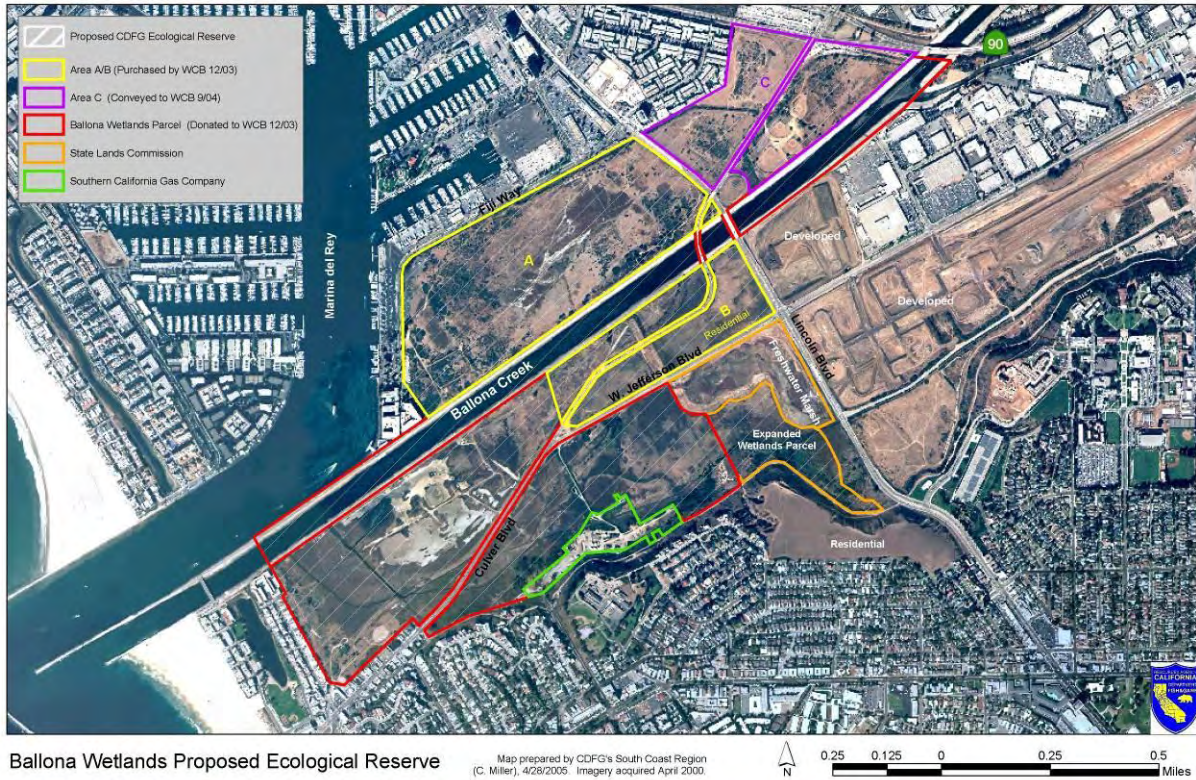 Proposed CDFG Ecological Reserve
Area A/B (Purchased by WCB 12/03)
Area C (Conveyed to WCB 9/04)
Ballona Wetlands Parcel (Donated to WCB 12/03)
State Lands Commission
Southern California Gas Company
90
C
Fiji Way
Marina del Rey
A
Developed
Developed
B
Residential
Lincoln Blvd
W. Jefferson Blvd
Ballona Creek
Freshwater Marsh
Expanded
Wetlands Parcel
Culver Blvd
Residential
CALIFORNIA
FISH & GAME
Ballona Wetlands Proposed Ecological Reserve
Map prepared by CDFG's South Coast Region
(C. Miller), 4/28/2005. Imagery acquired April 2000.
N
0.25 0.125 0 0.25 0.5
Miles